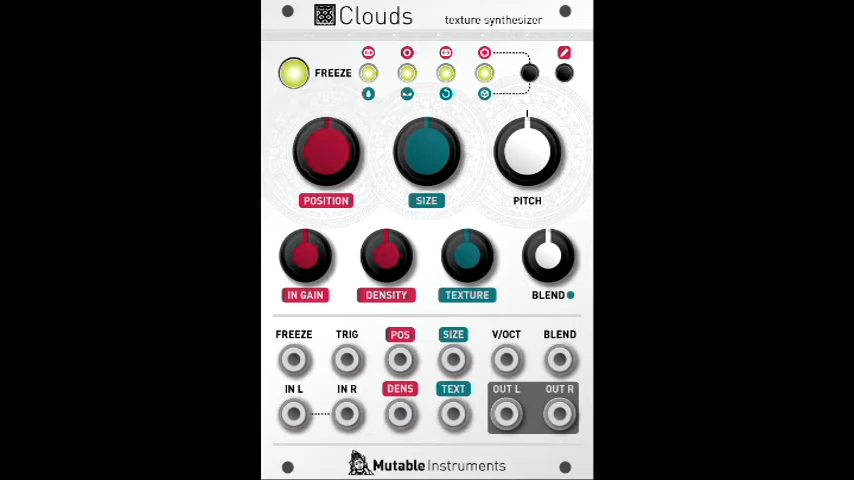 Clouds
texture synthesizer
FREEZE
POSITION
SIZE
PITCH
IN GAIN
DENSITY
TEXTURE
BLEND
FREEZE TRIG POS SIZE V/OCT BLEND
IN L IN R DENS TEXT OUT L OUT R
Mutable Instruments